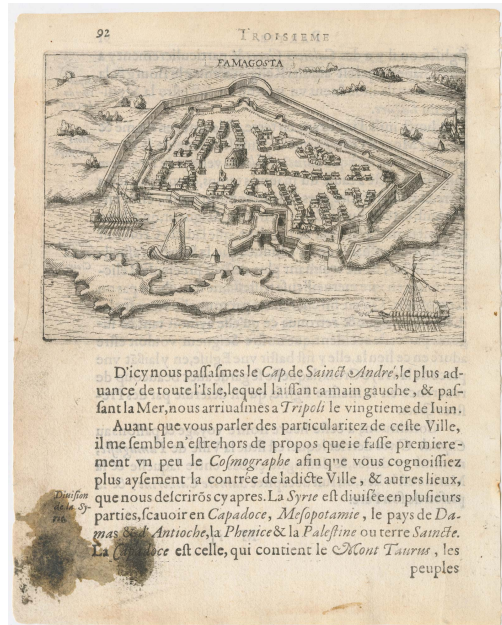 92
TROISIEME
FAMAGOSTA
D'icy nous passasmes le Cap de Sainct André, le plus ad-
uancé de toute l'Isle, lequel laissant a main gauche, & pas-
sant la Mer, nous arriuasmes a Tripoli le vingtieme de Iuin.
Auant que vous parler des particularitez de ceste Ville,
il me semble n'estre hors de propos que ie fasse premiere-
ment vn peu le Cosmographe afin que vous cognoissiez
plus aysement la contrée de ladicte Ville, & autres lieux,
que nous descrirõs cy apres. La Syrie est diuisée en plusieurs
parties, scauoir en Capadoce, Mesopotamie, le pays de Da-
mas & d'Antioche, la Phenice & la Palestine ou terre Saincte.
La Capadoce est celle, qui contient le Mont Taurus, les
peuples
Diuision
de la Sy-
rie.